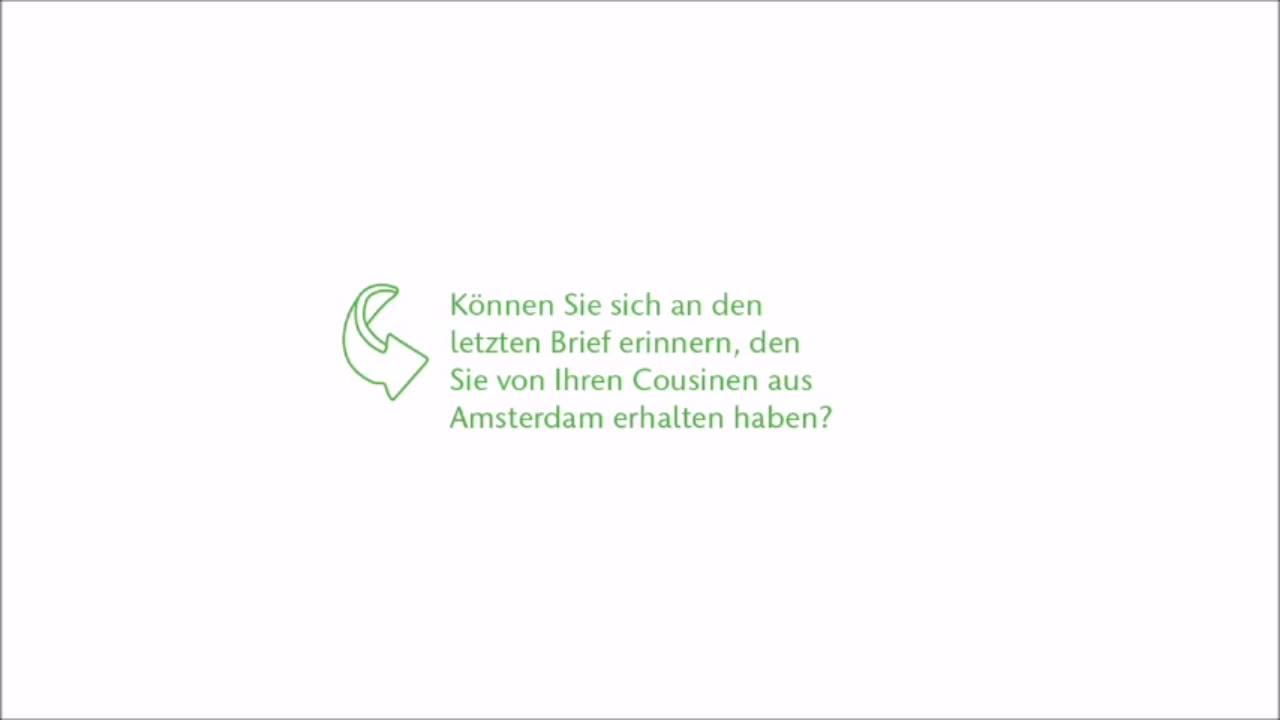 Können Sie sich an den
letzten Brief erinnern, den
Sie von Ihren Cousinen aus
Amsterdam erhalten haben?